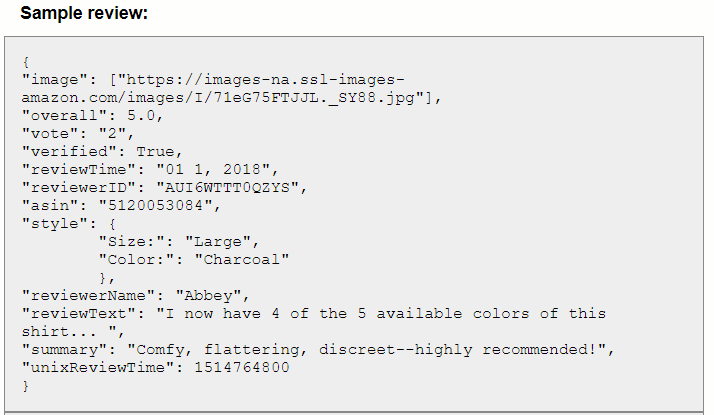 Sample review:
{
"image": ["https://images-na.ssl-images-
amazon.com/images/I/71eG75FTJJL._SY88.jpg"],
"overall": 5.0,
"vote": "2",
"verified": True,
"reviewTime": "01 1, 2018",
"reviewerID": "AUI6WTTT0QZYS",
"asin": "5120053084",
"style": {
"Size:": "Large",
"Color:": "Charcoal"
},
"reviewerName": "Abbey",
"reviewText": "I now have 4 of the 5 available colors of this
shirt... ",
"summary": "Comfy, flattering, discreet--highly recommended!",
"unixReviewTime": 1514764800
}